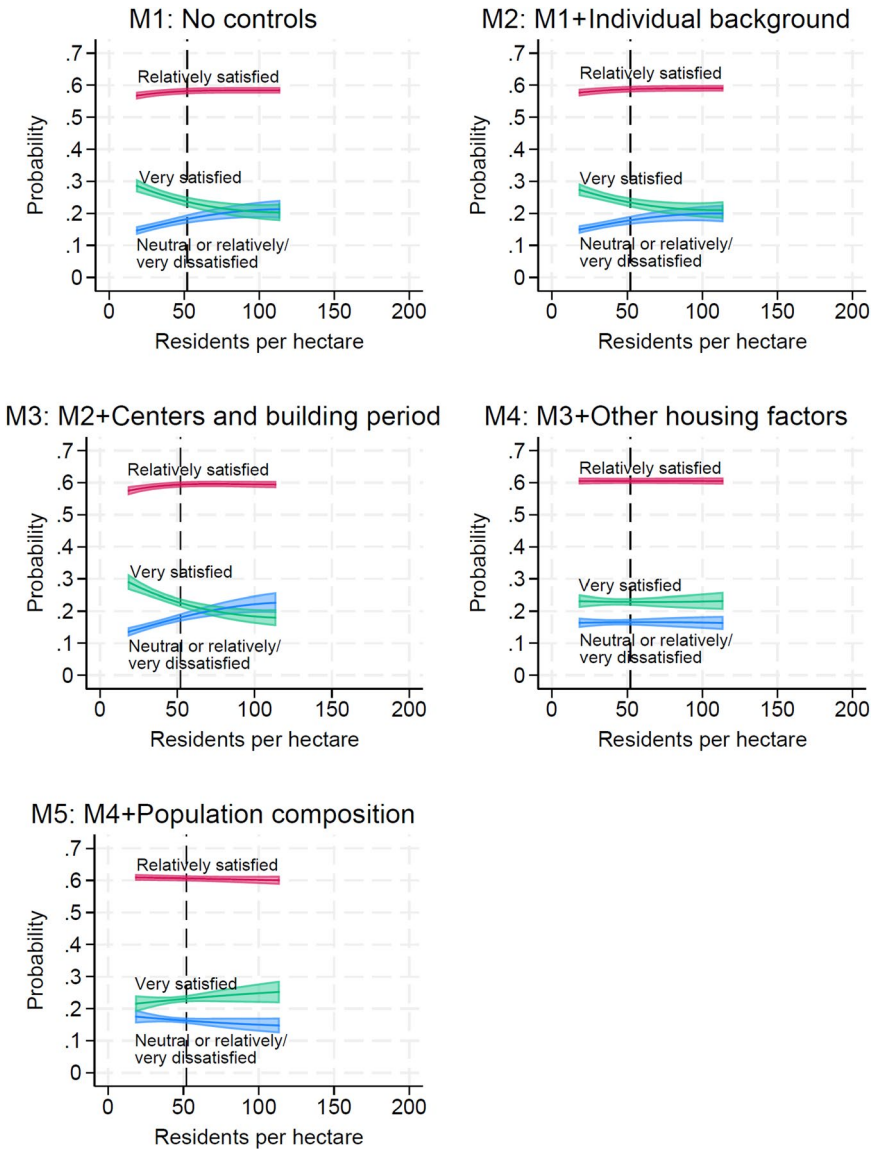 M1: No controls
Probability
.7
.6
.5
.4
.3
.2
.1
0
Relatively satisfied
Very satisfied
Neutral or relatively/
very dissatisfied
0 50 100 150 200
Residents per hectare
M2: M1+Individual background
Probability
.7
.6
.5
.4
.3
.2
.1
0
Relatively satisfied
Very satisfied
Neutral or relatively/
very dissatisfied
0 50 100 150 200
Residents per hectare
M3: M2+Centers and building period
Probability
.7
.6
.5
.4
.3
.2
.1
0
Relatively satisfied
Very satisfied
Neutral or relatively/
very dissatisfied
0 50 100 150 200
Residents per hectare
M4: M3+Other housing factors
Probability
.7
.6
.5
.4
.3
.2
.1
0
Relatively satisfied
Very satisfied
Neutral or relatively/
very dissatisfied
0 50 100 150 200
Residents per hectare
M5: M4+Population composition
Probability
.7
.6
.5
.4
.3
.2
.1
0
Relatively satisfied
Very satisfied
Neutral or relatively/
very dissatisfied
0 50 100 150 200
Residents per hectare